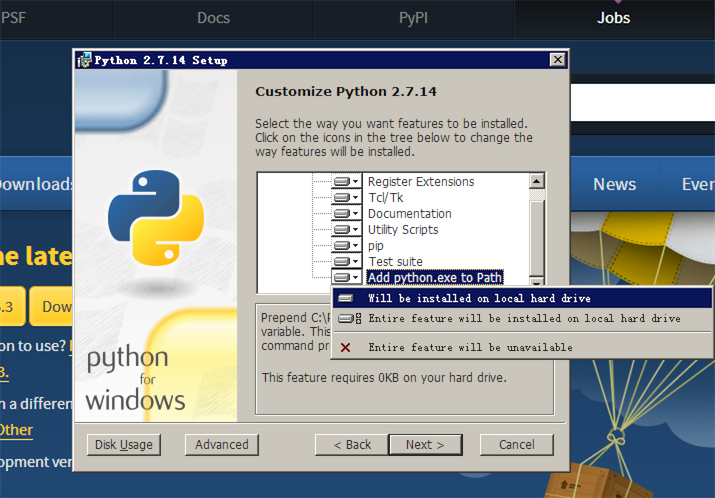 PSF
Docs
PyPI
Jobs
Python 2.7.14 Setup
Customize Python 2.7.14
Select the way you want features to be installed.
Click on the icons in the tree below to change the
way features will be installed.
Register Extensions
Tcl/Tk
Documentation
Utility Scripts
pip
Test suite
Add python.exe to Path
Will be installed on local hard drive
Entire feature will be installed on local hard drive
Entire feature will be unavailable
Prepend C:\P
variable. This
command pr
This feature requires 0KB on your hard drive.
python
for
windows
Disk Usage
Advanced
< Back
Next >
Cancel
Downloads
News
Ever
he late
.3
Dow
on to use?
3.
h a differen
Other
opment ver